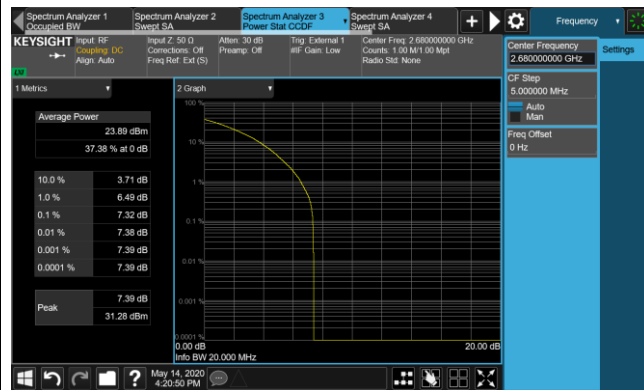 Spectrum Analyzer 1
Occupied BW
Spectrum Analyzer 2
Swept SA
Spectrum Analyzer 3
Power Stat CCDF
Spectrum Analyzer 4
Swept SA
Frequency
KEYSIGHT
Input: RF
Coupling: DC
Align: Auto
Input Z: 50 Ω
Corrections: Off
Freq Ref: Ext (S)
Atten: 30 dB
Preamp: Off
Trig: External 1
#IF Gain: Low
Center Freq: 2.680000000 GHz
Counts: 1.00 M/1.00 Mpt
Radio Std: None
LXI
Center Frequency
2.680000000 GHz
Settings
CF Step
5.000000 MHz
Auto
Man
Freq Offset
0 Hz
1 Metrics
Average Power
23.89 dBm
37.38 % at 0 dB
10.0 % 3.71 dB
1.0 % 6.49 dB
0.1 % 7.32 dB
0.01 % 7.38 dB
0.001 % 7.39 dB
0.0001 % 7.39 dB
Peak
7.39 dB
31.28 dBm
2 Graph
100 %
10 %
1 %
0.1 %
0.01 %
0.001 %
0.0001 %
0.00 dB
20.00 dB
Info BW 20.000 MHz
May 14, 2020
4:20:50 PM